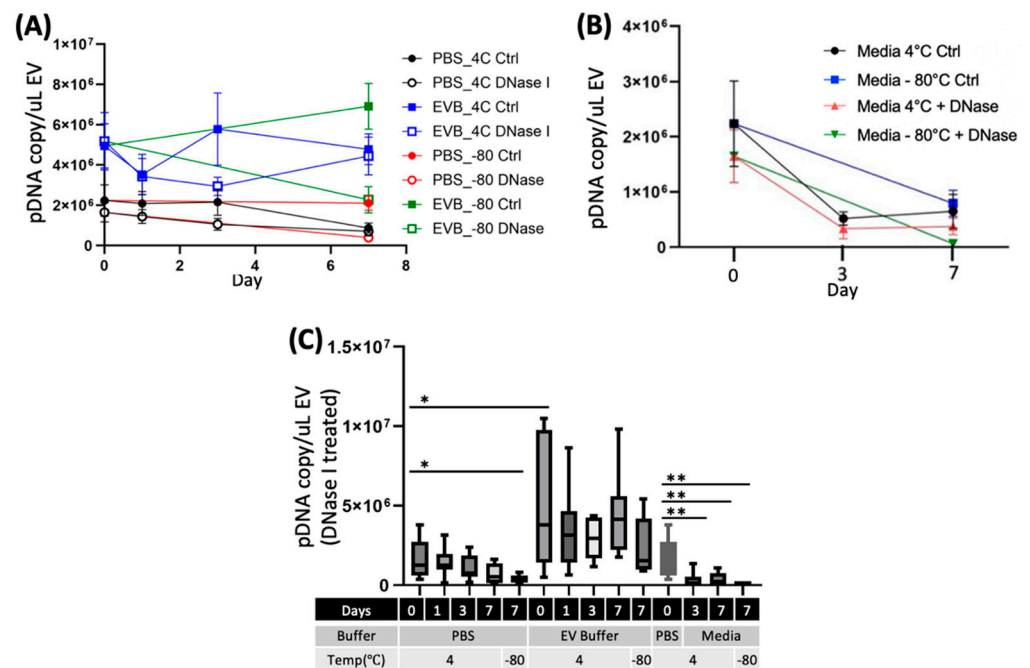 (A)
pDNA copy/uL EV
1×10⁷
8×10⁶
6×10⁶
4×10⁶
2×10⁶
0
0 2 4 6 8
Day
PBS_4C Ctrl
PBS_4C DNase I
EVB_4C Ctrl
EVB_4C DNase I
PBS_-80 Ctrl
PBS_-80 DNase
EVB_-80 Ctrl
EVB_-80 DNase
(B)
pDNA copy/uL EV
4×10⁶
3×10⁶
2×10⁶
1×10⁶
0
0 3 7
Day
Media 4°C Ctrl
Media - 80°C Ctrl
Media 4°C + DNase
Media - 80°C + DNase
(C)
pDNA copy/uL EV
(DNase I treated)
1.5×10⁷
1×10⁷
5×10⁶
0
*
*
**
**
**
Days 0 1 3 7 7 0 1 3 7 7 0 3 7 7
Buffer PBS EV Buffer PBS Media
Temp(°C) 4 -80 4 -80 4 -80